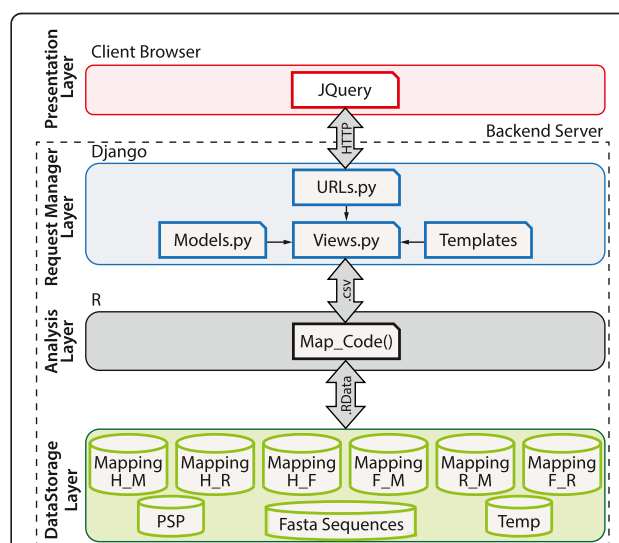 Client Browser
Presentation
Layer
JQuery
HTTP
Backend Server
Django
Request Manager
Layer
URLs.py
Models.py
Views.py
Templates
.csv
R
Analysis
Layer
Map_Code()
.RData
DataStorage
Layer
Mapping
H_M
Mapping
H_R
Mapping
H_F
Mapping
F_M
Mapping
R_M
Mapping
F_R
PSP
Fasta Sequences
Temp